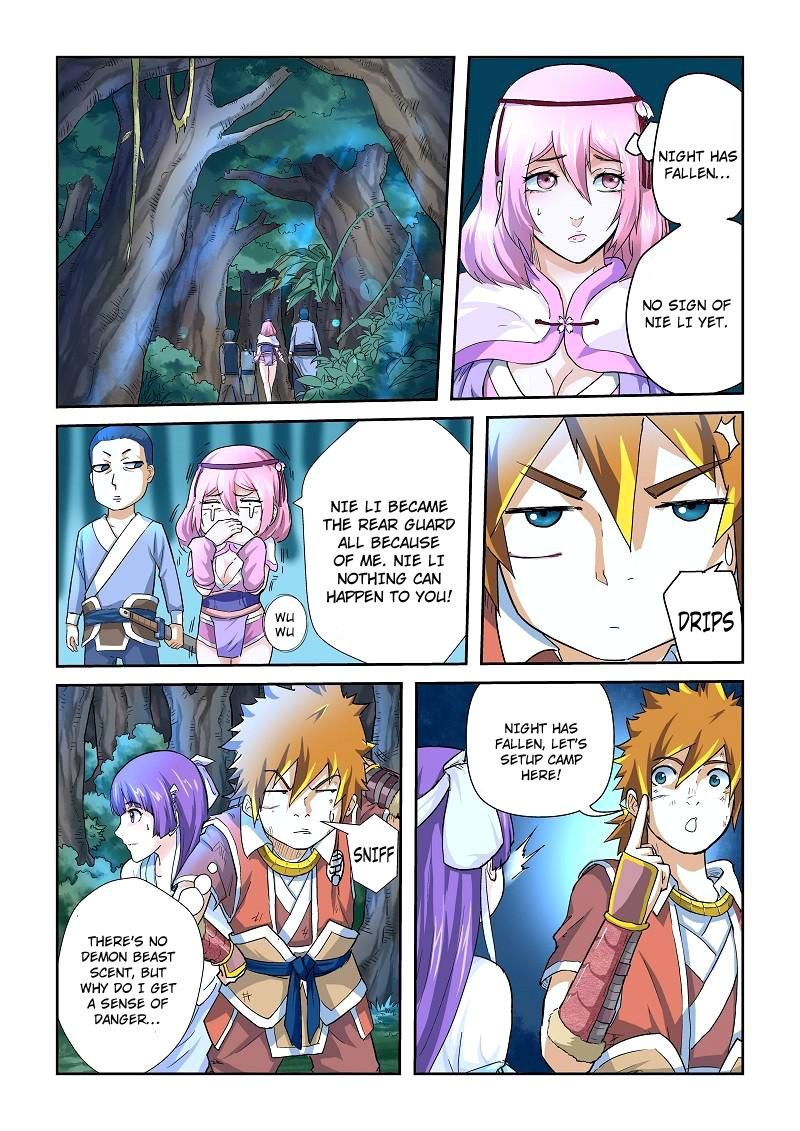 NIGHT HAS
FALLEN...
NO SIGN OF
NIE LI YET.
NIE LI BECAME
THE REAR GUARD
ALL BECAUSE
OF ME. NIE LI
NOTHING CAN
HAPPEN TO YOU!
WU
WU
DRIPS
SNIFF
THERE'S NO
DEMON BEAST
SCENT, BUT
WHY DO I GET
A SENSE OF
DANGER...
NIGHT HAS
FALLEN, LET'S
SETUP CAMP
HERE!